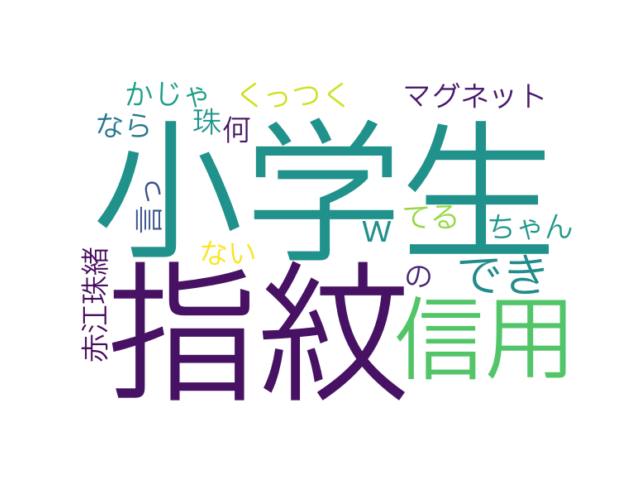 かじゃ くっつく マグネット
なら 珠 何
小学生
言っ
w てる ちゃん
ない
赤江珠緒
の でき
指紋 信用